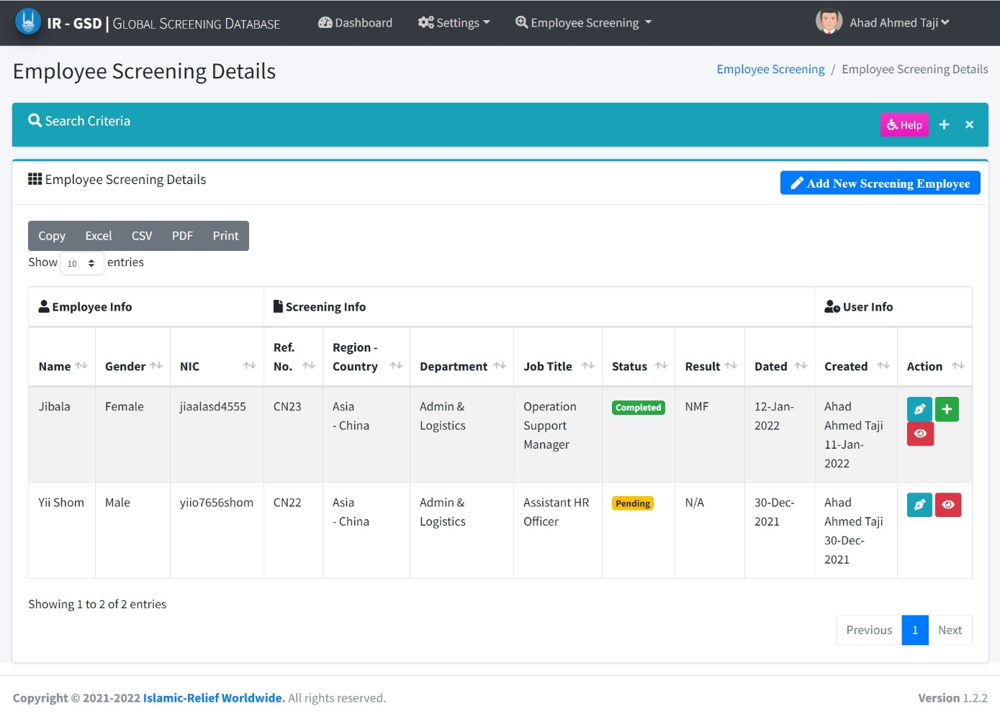 IR - GSD | GLOBAL SCREENING DATABASE Dashboard Settings Employee Screening Ahad Ahmed Taji
Employee Screening Details Employee Screening / Employee Screening Details
Search Criteria Help
Employee Screening Details Add New Screening Employee
Copy Excel CSV PDF Print
Show 10 entries
Employee Info Screening Info User Info
Name Gender NIC Ref. No. Region - Country Department Job Title Status Result Dated Created Action
Jibala Female jiaalasd4555 CN23 Asia Admin & Operation Completed NMF 12-Jan- Ahad
- China Logistics Support 2022 Ahmed Taji
Manager 11-Jan-
2022
Yii Shom Male yiio7656shom CN22 Asia Admin & Assistant HR Pending N/A 30-Dec- Ahad
- China Logistics Officer 2021 Ahmed Taji
30-Dec-
2021
Showing 1 to 2 of 2 entries
Previous 1 Next
Copyright © 2021-2022 Islamic-Relief Worldwide. All rights reserved. Version 1.2.2